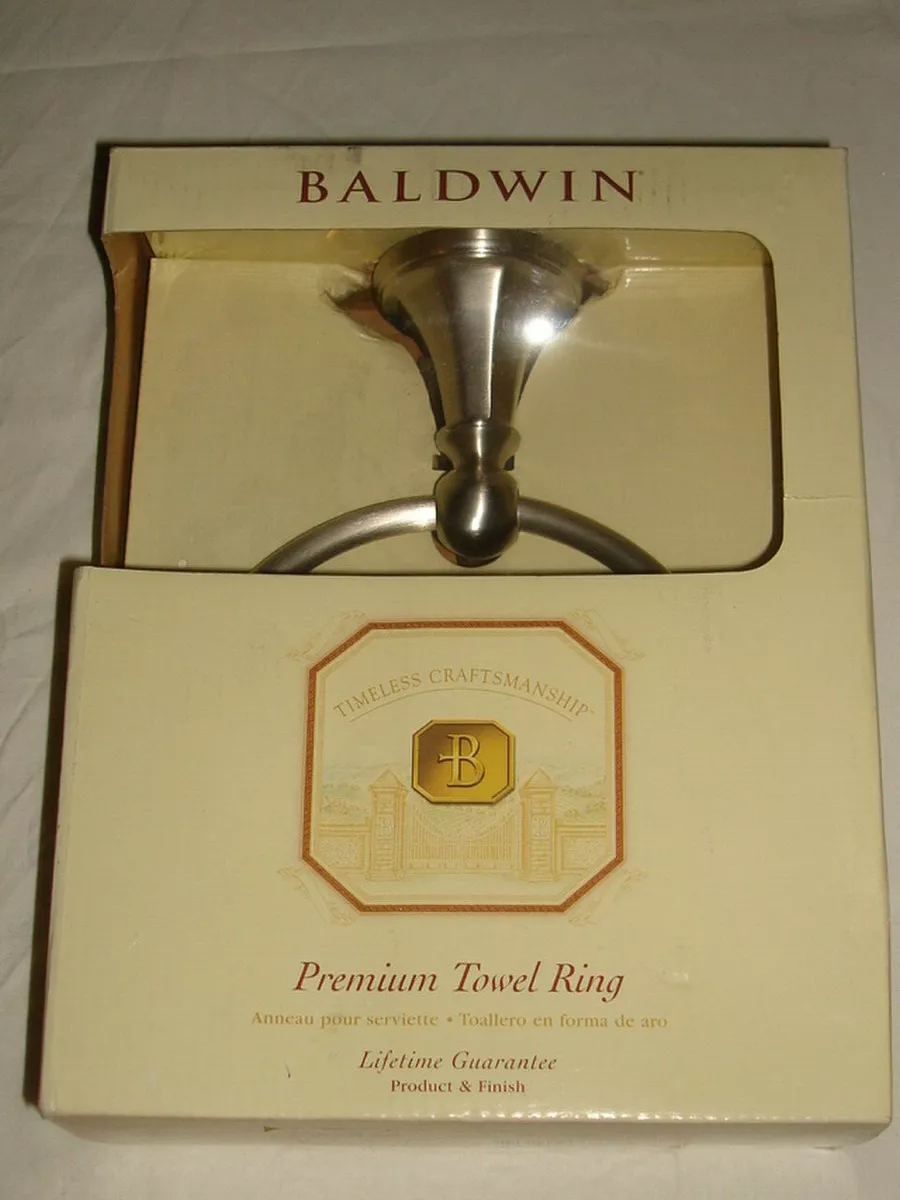 BALDWIN
TIMELESS CRAFTSMANSHIP
B
Premium Towel Ring
Anneau pour serviette • Toallero en forma de aro
Lifetime Guarantee
Product & Finish